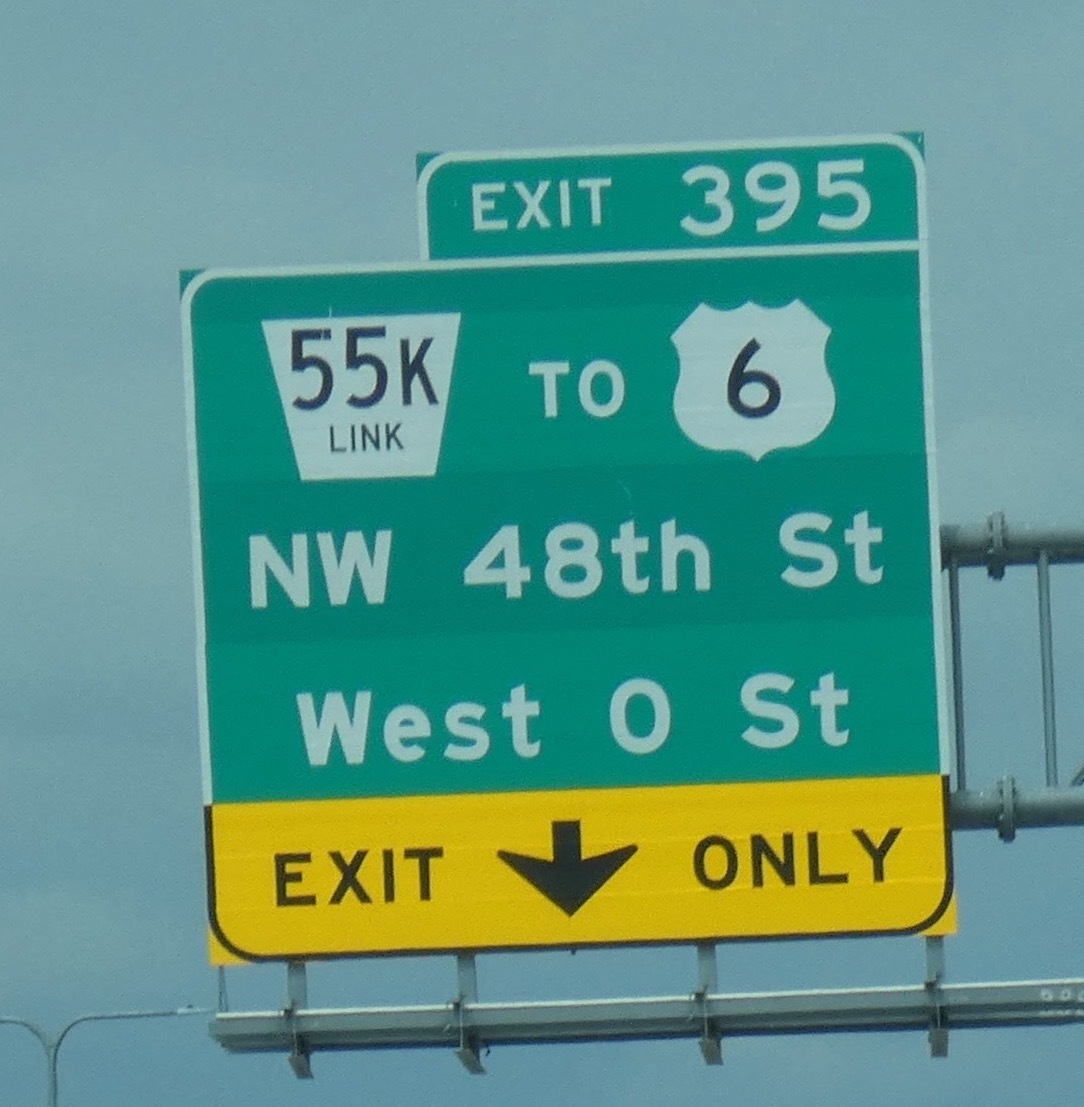 EXIT 395
55K
LINK
TO
6
NW 48th St
West O St
EXIT ONLY